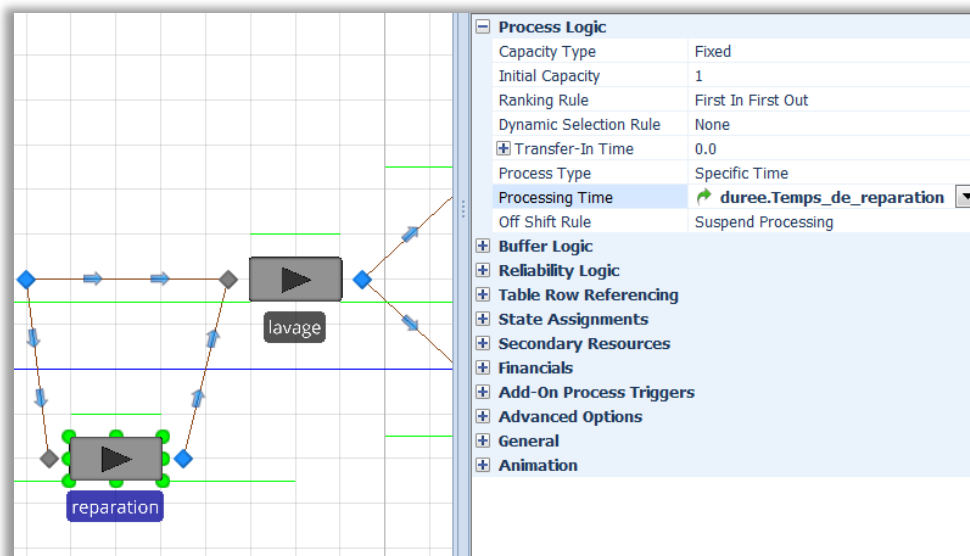 lavage
reparation
Process Logic
Capacity Type Fixed
Initial Capacity 1
Ranking Rule First In First Out
Dynamic Selection Rule None
Transfer-In Time 0.0
Process Type Specific Time
Processing Time duree.Temps_de_reparation
Off Shift Rule Suspend Processing
Buffer Logic
Reliability Logic
Table Row Referencing
State Assignments
Secondary Resources
Financials
Add-On Process Triggers
Advanced Options
General
Animation